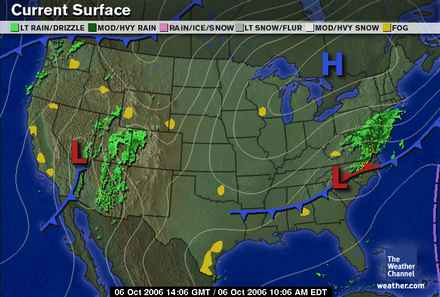 Current Surface
LT RAIN/DRIZZLE MOD/HVY RAIN RAIN/ICE/SNOW LT SNOW/FLUR MOD/HVY SNOW FOG
H
L
L
The
Weather
Channel
weather.com
06 Oct 2006 14:06 GMT / 06 Oct 2006 10:06 AM EDT